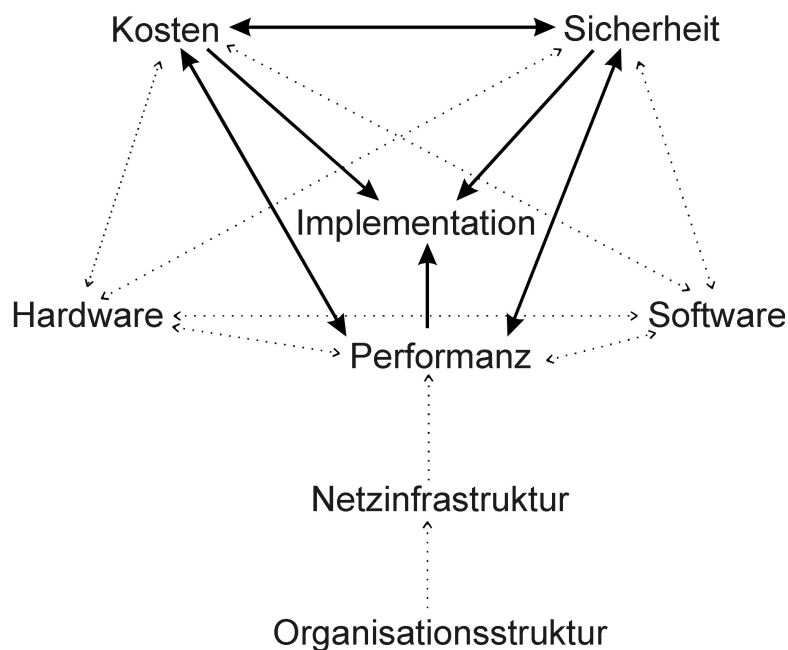 Kosten
Sicherheit
Implementation
Hardware
Software
Performanz
Netzinfrastruktur
Organisationsstruktur